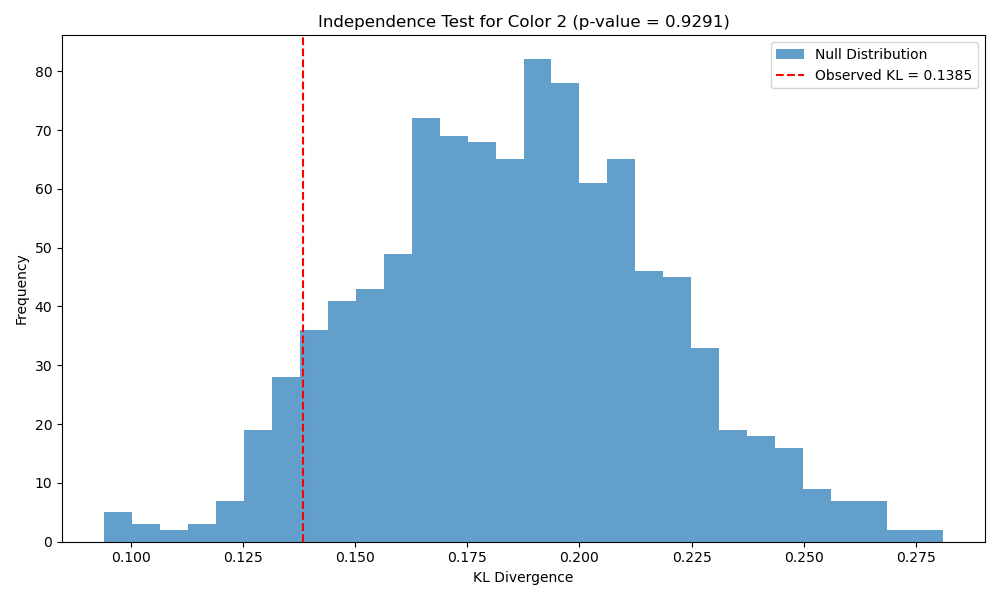 Independence Test for Color 2 (p-value = 0.9291)
Null Distribution
Observed KL = 0.1385
Frequency
80
70
60
50
40
30
20
10
0
0.100 0.125 0.150 0.175 0.200 0.225 0.250 0.275
KL Divergence